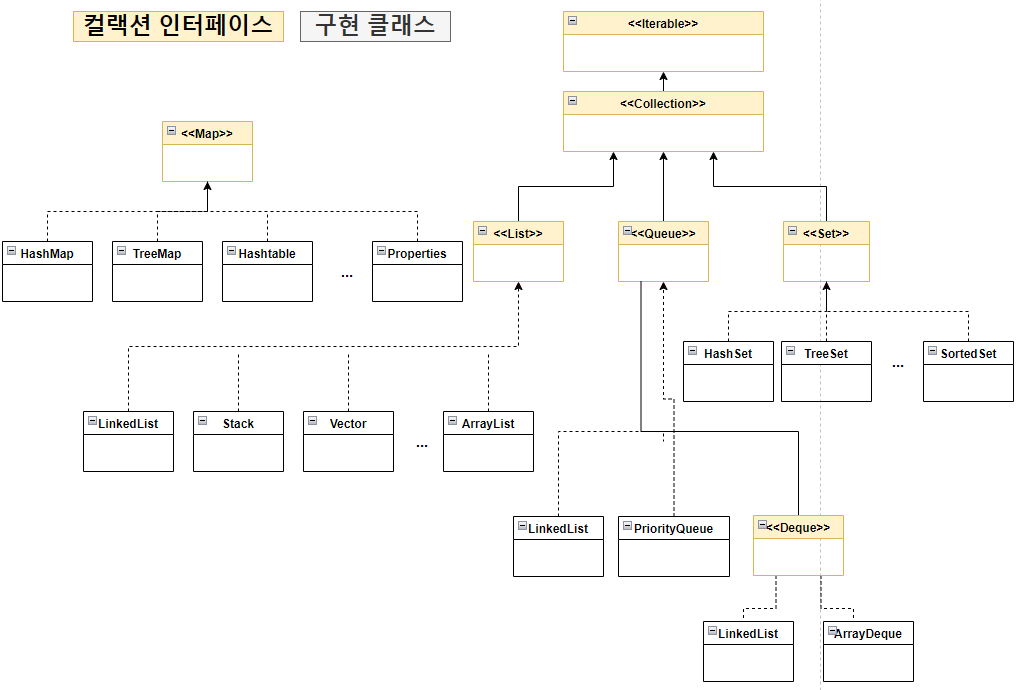 컬랙션 인터페이스
구현 클래스
<<Iterable>>
<<Collection>>
<<Map>>
HashMap
TreeMap
Hashtable
...
Properties
<<List>>
<<Queue>>
<<Set>>
HashSet
TreeSet
...
SortedSet
LinkedList
Stack
Vector
...
ArrayList
LinkedList
PriorityQueue
<<Deque>>
LinkedList
ArrayDeque